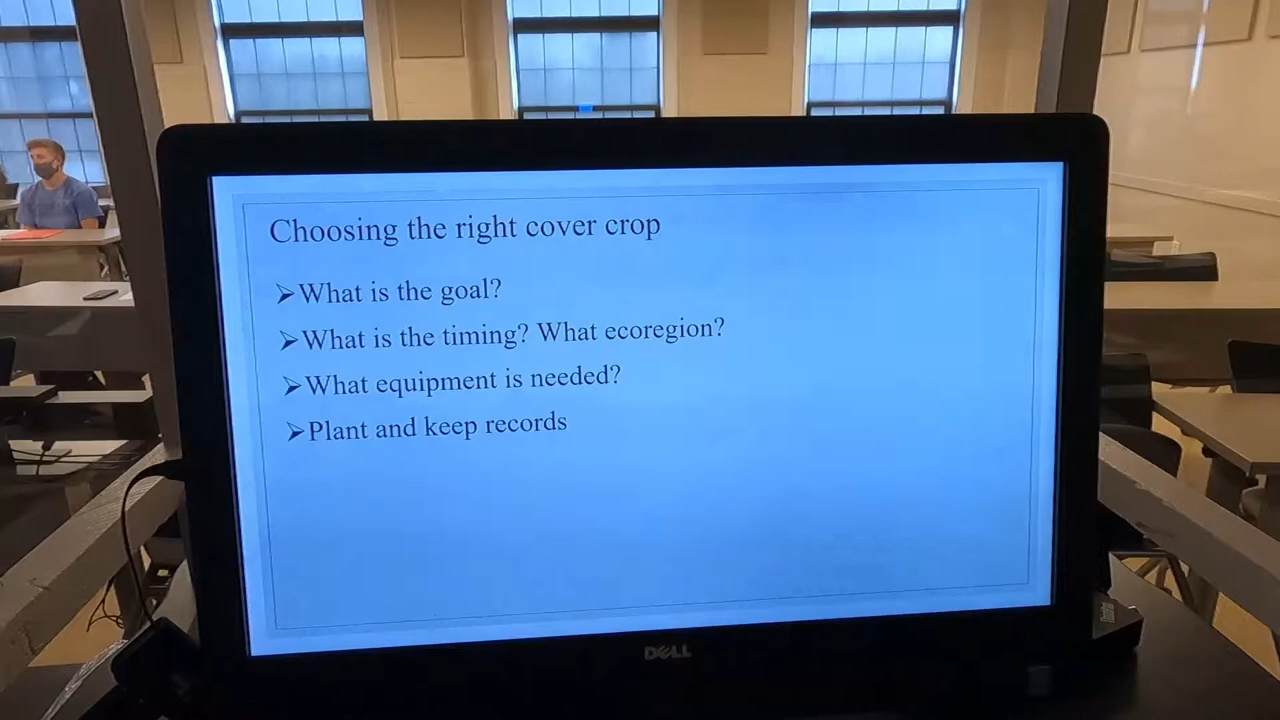 Choosing the right cover crop
➢What is the goal?
➢What is the timing? What ecoregion?
➢What equipment is needed?
➢Plant and keep records
DELL